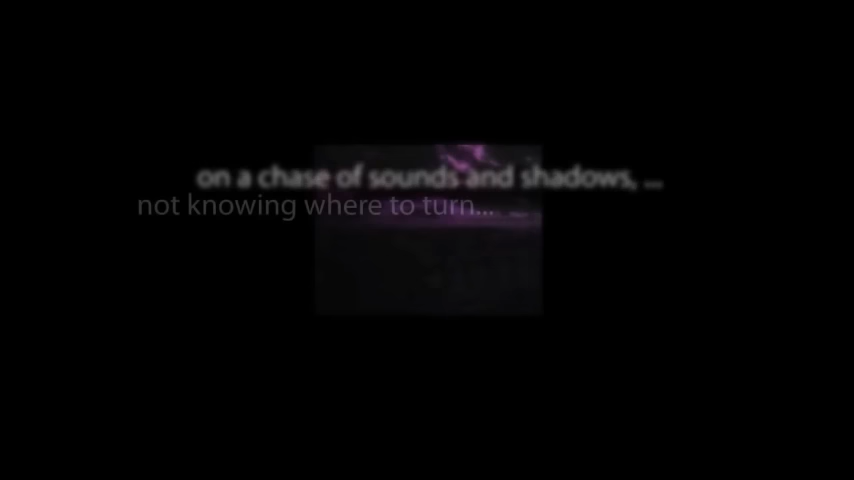 on a chase of sounds and shadows, ...
not knowing where to turn...